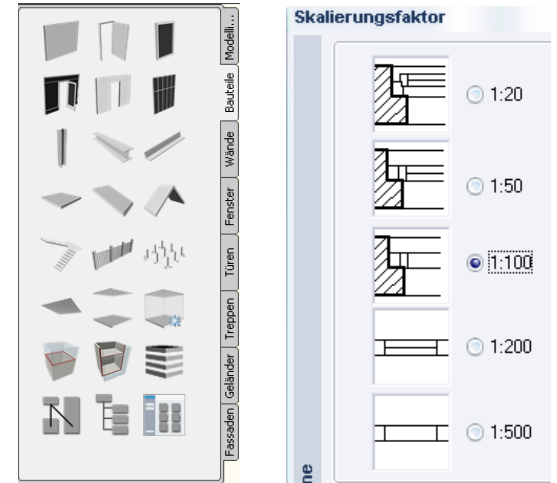 Modelli...
Bauteile
Wände
Fenster
Türen
Treppen
Geländer
Fassaden
Skalierungsfaktor
1:20
1:50
1:100
1:200
1:500
ne